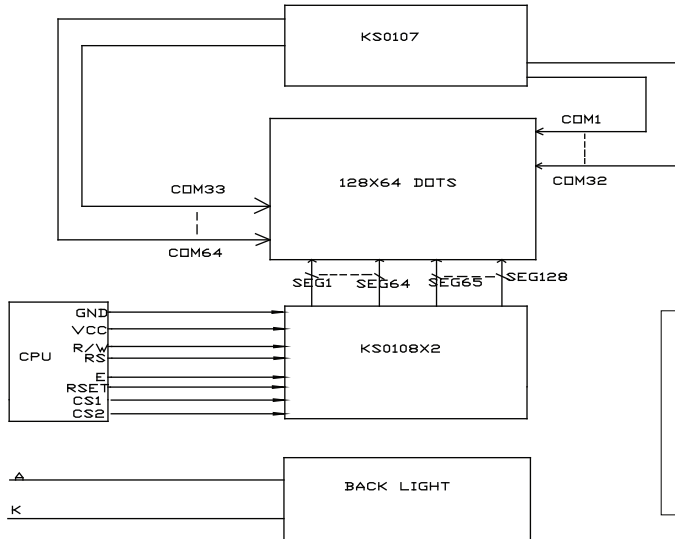 KS0107
COM1
128X64 DOTS
COM33
COM32
COM64
SEG1
SEG64
SEG65
SEG128
GND
VCC
CPU
R/W
RS
E
RSET
CS1
CS2
KS0108X2
A
BACK LIGHT
K